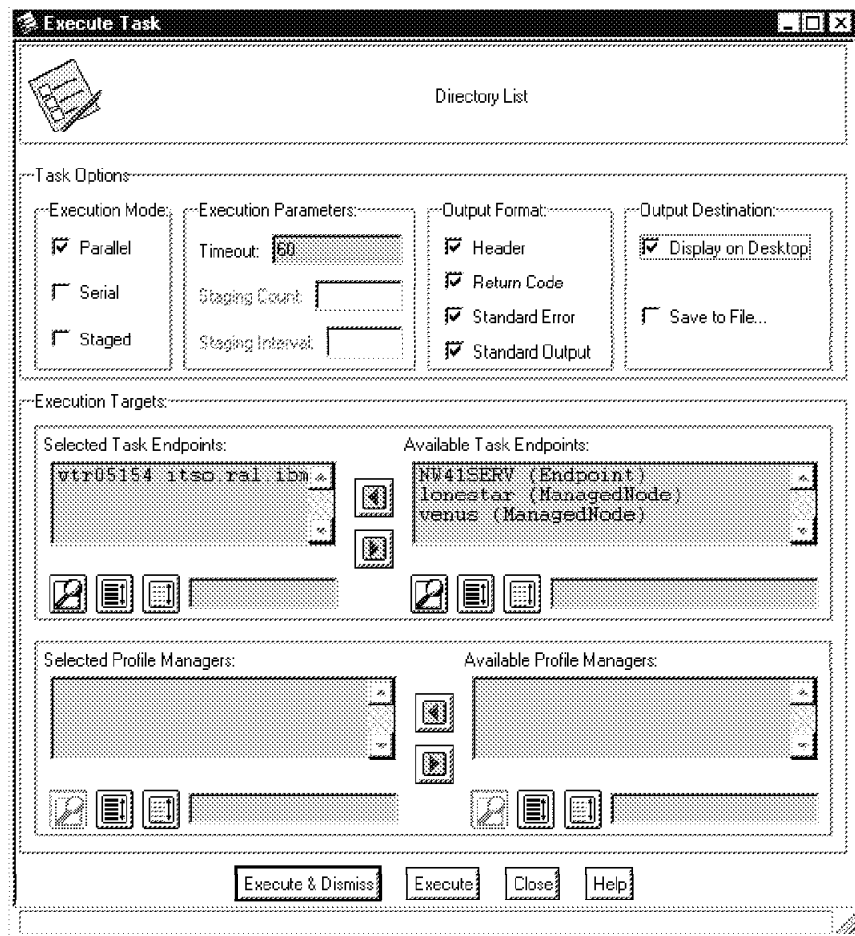 Execute Task
Directory List
Task Options
Execution Mode:
Parallel
Serial
Staged
Execution Parameters:
Timeout: 60
Staging Count:
Staging Interval:
Output Format:
Header
Return Code
Standard Error
Standard Output
Output Destination:
Display on Desktop
Save to File...
Execution Targets:
Selected Task Endpoints:
wtr05154.itso.ral.ibm
Available Task Endpoints:
NW41SERV (Endpoint)
lonestar (ManagedNode)
venus (ManagedNode)
Selected Profile Managers:
Available Profile Managers:
Execute & Dismiss
Execute
Close
Help